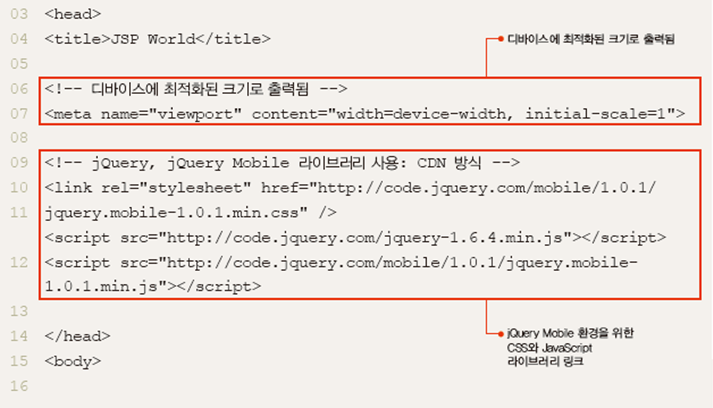 03 <head>
04 <title>JSP World</title>
디바이스에 최적화된 크기로 출력됨
05
06 <!-- 디바이스에 최적화된 크기로 출력됨 -->
07 <meta name="viewport" content="width=device-width, initial-scale=1">
08
09 <!-- jQuery, jQuery Mobile 라이브러리 사용: CDN 방식 -->
10 <link rel="stylesheet" href="http://code.jquery.com/mobile/1.0.1/
11 jquery.mobile-1.0.1.min.css" />
<script src="http://code.jquery.com/jquery-1.6.4.min.js"></script>
12 <script src="http://code.jquery.com/mobile/1.0.1/jquery.mobile-
1.0.1.min.js"></script>
13
14 </head>
15 <body>
16
jQuery Mobile 환경을 위한
CSS와 JavaScript
라이브러리 링크